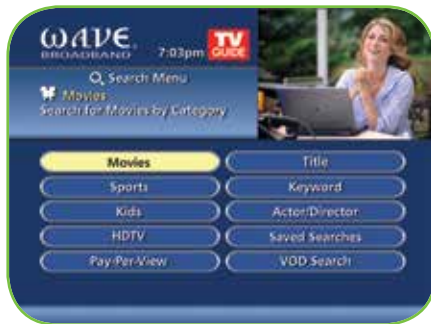 WAVE
BROADBAND
7:03pm
TV
GUIDE
Search Menu
Movies
Search for Movies by Category
Movies
Title
Sports
Keyword
Kids
Actor/Director
HDTV
Saved Searches
Pay-Per-View
VOD Search